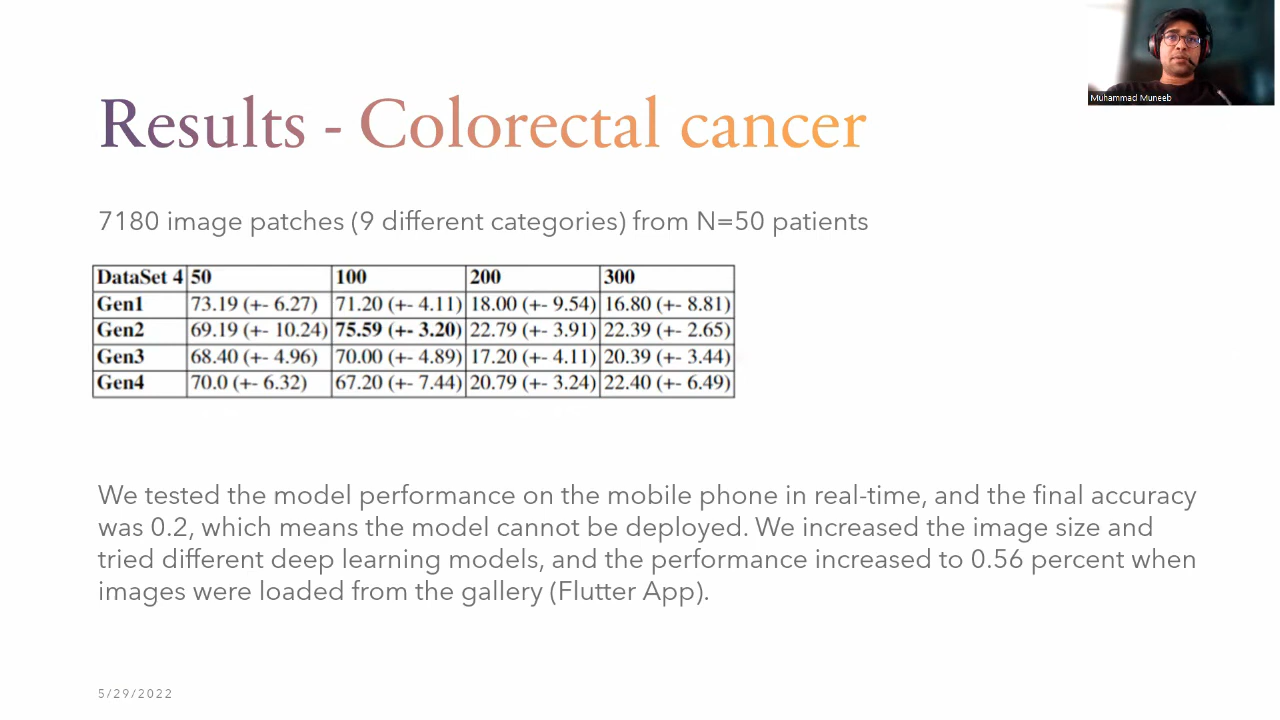 Muhammad Muneeb
Results - Colorectal cancer
7180 image patches (9 different categories) from N=50 patients
DataSet 4 50 100 200 300
Gen1 73.19 (+- 6.27) 71.20 (+- 4.11) 18.00 (+- 9.54) 16.80 (+- 8.81)
Gen2 69.19 (+- 10.24) 75.59 (+- 3.20) 22.79 (+- 3.91) 22.39 (+- 2.65)
Gen3 68.40 (+- 4.96) 70.00 (+- 4.89) 17.20 (+- 4.11) 20.39 (+- 3.44)
Gen4 70.0 (+- 6.32) 67.20 (+- 7.44) 20.79 (+- 3.24) 22.40 (+- 6.49)
We tested the model performance on the mobile phone in real-time, and the final accuracy
was 0.2, which means the model cannot be deployed. We increased the image size and
tried different deep learning models, and the performance increased to 0.56 percent when
images were loaded from the gallery (Flutter App).
5/29/2022